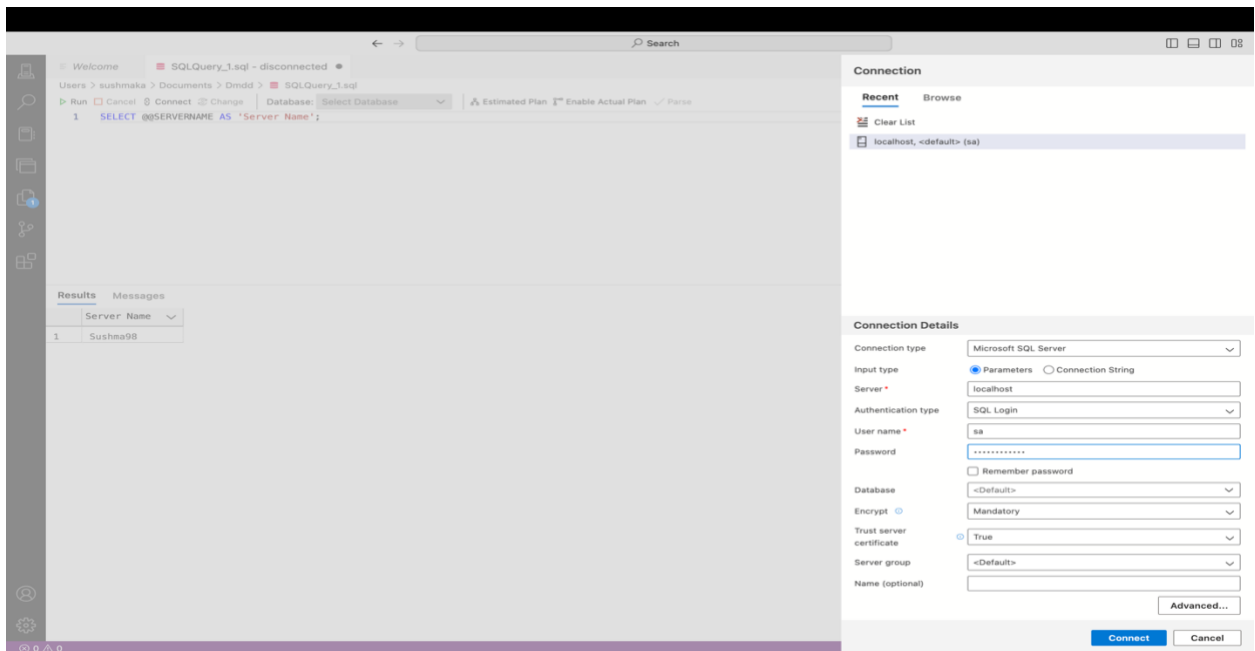 Search
Welcome
SQLQuery_1.sql - disconnected
Users > sushmaka > Documents > Dmdd > SQLQuery_1.sql
Run Cancel Connect Change Database: Select Database Estimated Plan Enable Actual Plan Parse
1 SELECT @@SERVERNAME AS 'Server Name';
Results Messages
Server Name
1 Sushma98
0 0
1
Connection
Recent Browse
Clear List
localhost, <default> (sa)
Connection Details
Connection type Microsoft SQL Server
Input type Parameters Connection String
Server* localhost
Authentication type SQL Login
User name* sa
Password ••••••••••••
Remember password
Database <Default>
Encrypt Mandatory
Trust server
certificate True
Server group <Default>
Name (optional)
Advanced...
Connect Cancel